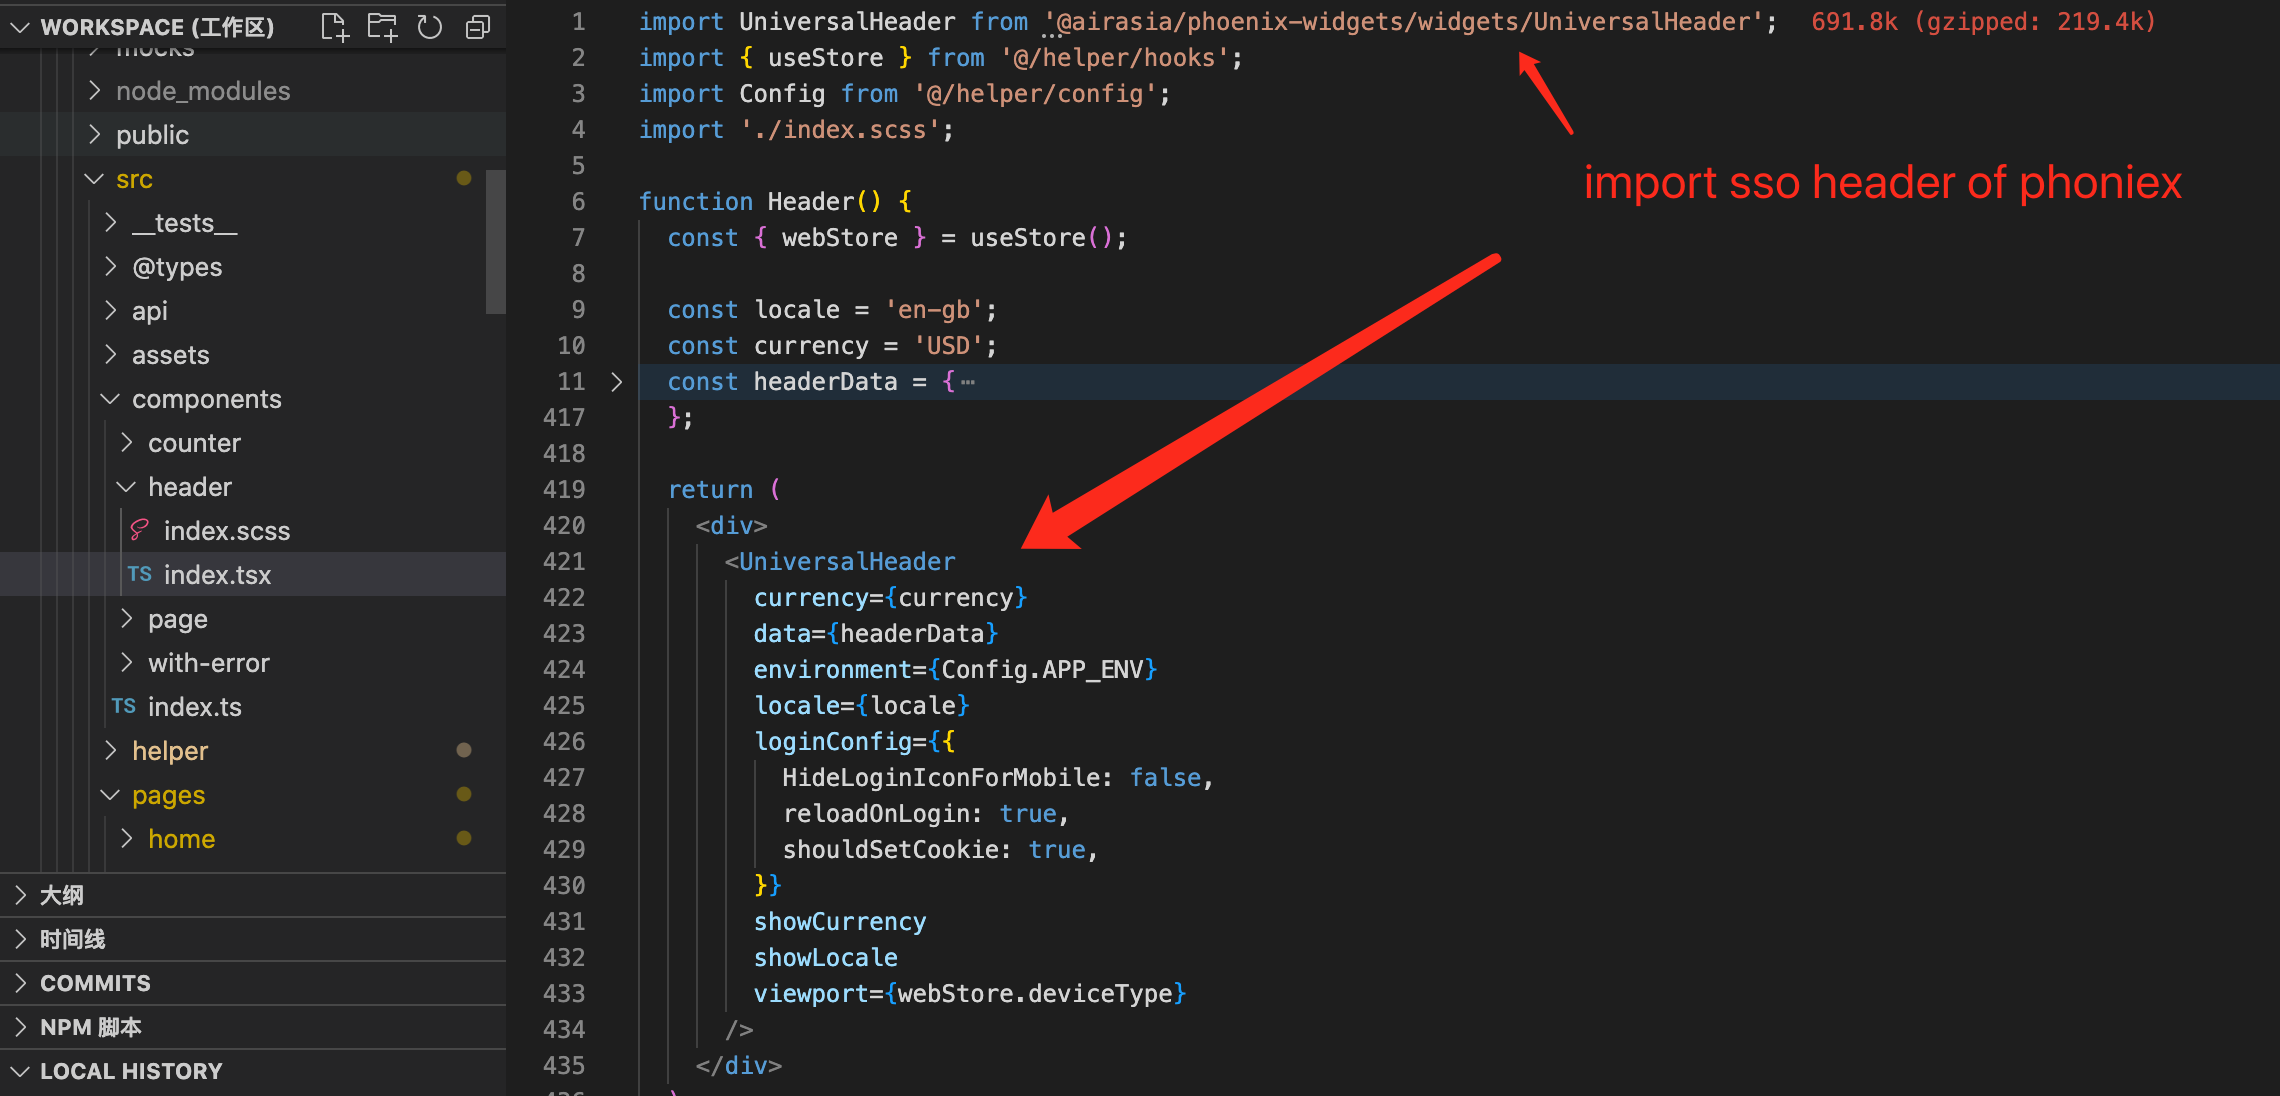 WORKSPACE (工作区)
mocks
node_modules
public
src
__tests__
@types
api
assets
components
counter
header
index.scss
TS index.tsx
page
with-error
TS index.ts
helper
pages
home
大纲
时间线
COMMITS
NPM 脚本
LOCAL HISTORY
1 import UniversalHeader from '@airasia/phoenix-widgets/widgets/UniversalHeader'; 691.8k (gzipped: 219.4k)
2 import { useStore } from '@/helper/hooks';
3 import Config from '@/helper/config';
4 import './index.scss';
5
6 function Header() {
7 const { webStore } = useStore();
8
9 const locale = 'en-gb';
10 const currency = 'USD';
11 const headerData = { ⋯
417 };
418
419 return (
420 <div>
421 <UniversalHeader
422 currency={currency}
423 data={headerData}
424 environment={Config.APP_ENV}
425 locale={locale}
426 loginConfig={{
427 HideLoginIconForMobile: false,
428 reloadOnLogin: true,
429 shouldSetCookie: true,
430 }}
431 showCurrency
432 showLocale
433 viewport={webStore.deviceType}
434 />
435 </div>
436 )
import sso header of phoniex